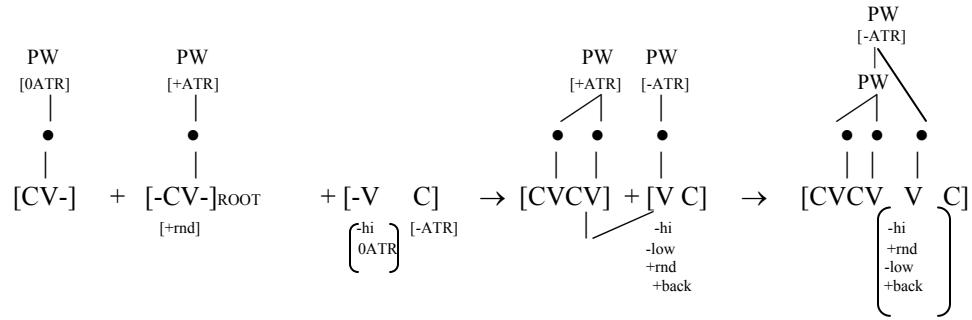 PW
[-ATR]
PW PW PW PW
[0ATR] [+ATR] [+ATR] [-ATR] PW
[CV-] + [-CV-]ROOT + [-V C] → [CVCV] + [V C] → [CVCV V C]
[+rnd] -hi [-ATR] -hi -hi
0ATR -low +rnd
+rnd -low
+back +back